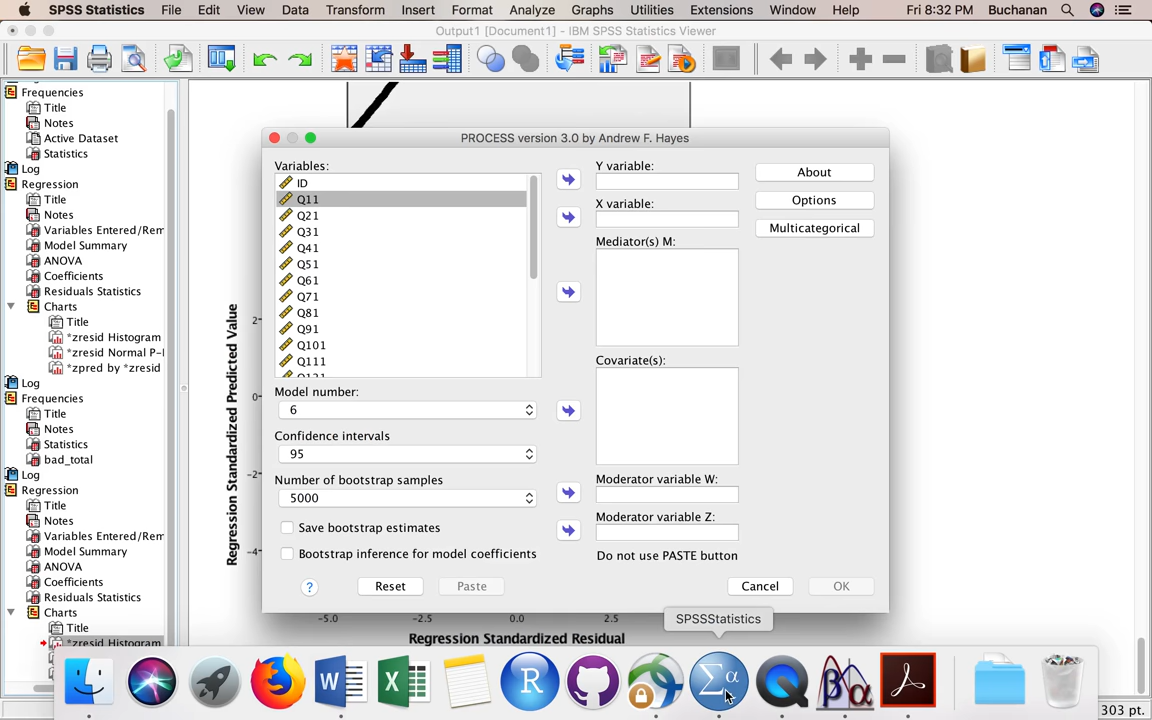 SPSS Statistics File Edit View Data Transform Insert Format Analyze Graphs Utilities Extensions Window Help Fri 8:32 PM Buchanan
Output1 [Document1] - IBM SPSS Statistics Viewer
Frequencies
Title
Notes
Active Dataset
Statistics
Log
Regression
Title
Notes
Variables Entered/Rem
Model Summary
ANOVA
Coefficients
Residuals Statistics
Charts
Title
*zresid Histogram
*zresid Normal P-
*zpred by *zresid
Log
Frequencies
Title
Notes
Statistics
bad_total
Log
Regression
Title
Notes
Variables Entered/Rem
Model Summary
ANOVA
Coefficients
Residuals Statistics
Charts
Title
*zresid Histogram
Regression Standardized Predicted Value
2
0
-2
-4
-5.0 -2.5 0.0 2.5
Regression Standardized Residual
PROCESS version 3.0 by Andrew F. Hayes
Variables:
ID
Q11
Q21
Q31
Q41
Q51
Q61
Q71
Q81
Q91
Q101
Q111
Q121
Model number:
6
Confidence intervals
95
Number of bootstrap samples
5000
Save bootstrap estimates
Bootstrap inference for model coefficients
Y variable:
X variable:
Mediator(s) M:
Covariate(s):
Moderator variable W:
Moderator variable Z:
Do not use PASTE button
About
Options
Multicategorical
? Reset Paste Cancel OK
SPSSStatistics
W X R Σα βα
303 pt.